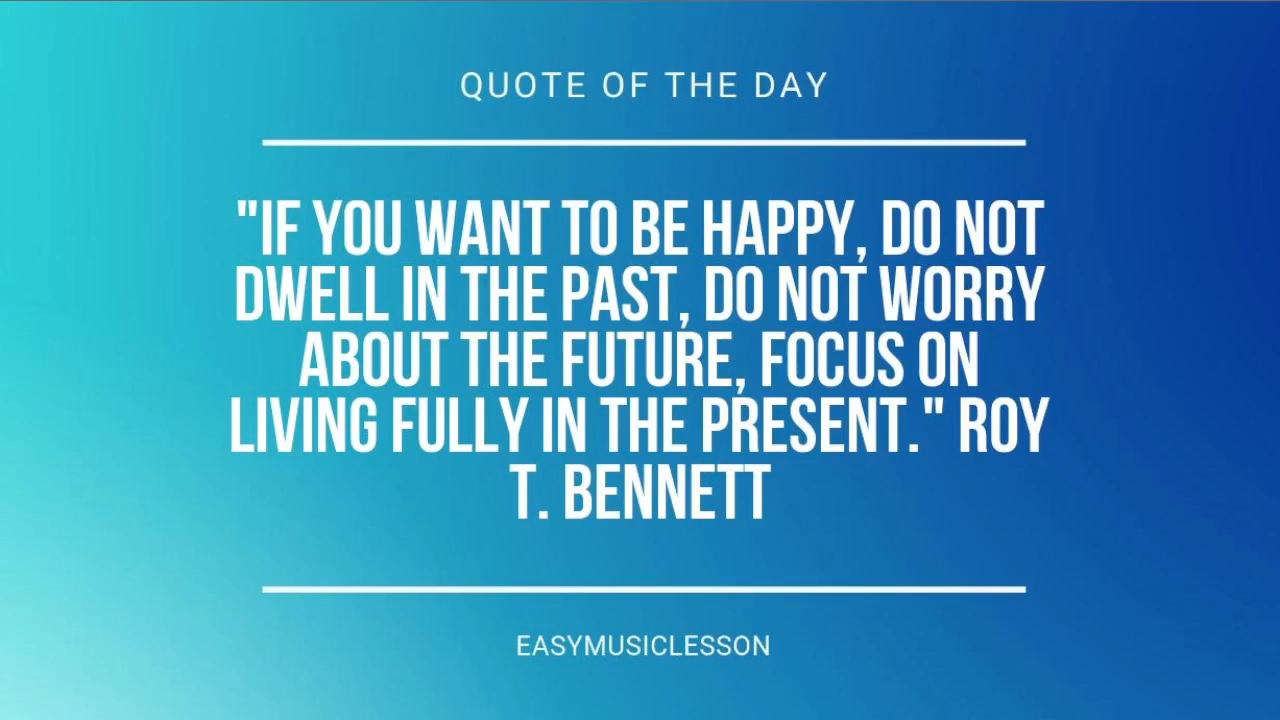 QUOTE OF THE DAY
"IF YOU WANT TO BE HAPPY, DO NOT
DWELL IN THE PAST, DO NOT WORRY
ABOUT THE FUTURE, FOCUS ON
LIVING FULLY IN THE PRESENT." ROY
T. BENNETT
EASYMUSICLESSON